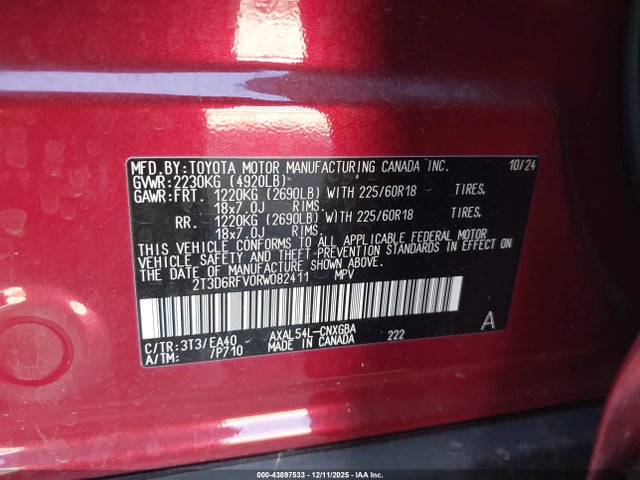 MFD.BY:TOYOTA MOTOR MANUFACTURING CANADA INC. 10/24
GVWR:2230KG (4920LB)
GAWR:FRT. 1220KG (2690LB) WITH 225/60R18 TIRES,
18x7.0J RIMS,
RR. 1220KG (2690LB) WITH 225/60R18 TIRES,
18x7.0J RIMS.
THIS VEHICLE CONFORMS TO ALL APPLICABLE FEDERAL MOTOR
VEHICLE SAFETY AND THEFT-PREVENTION STANDARDS IN EFFECT ON
THE DATE OF MANUFACTURE SHOWN ABOVE.
2T3D6RFV0RW082411 MPV
C/TR:3T3/EA40 AXAL54L-CNXGBA 222 A
A/TM: /P710 MADE IN CANADA
000-43897533 - 12/11/2025 - IAA Inc.